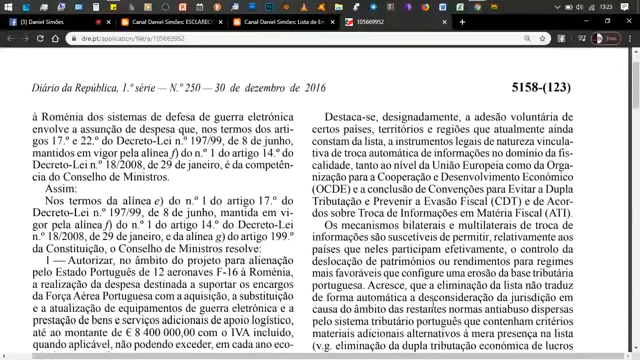 (3) Daniel Simões
Canal Daniel Simões: ESCLAREC
Canal Daniel Simões: Lista de En
105669952
13:23
dre.pt/application/file/a/105669952
Diário da República, 1.ª série — N.º 250 — 30 de dezembro de 2016
5158-(123)
à Roménia dos sistemas de defesa de guerra eletrónica
envolve a assunção de despesa que, nos termos dos arti-
gos 17.º e 22.º do Decreto-Lei n.º 197/99, de 8 de junho,
mantidos em vigor pela alínea f) do n.º 1 do artigo 14.º do
Decreto-Lei n.º 18/2008, de 29 de janeiro, é da competên-
cia do Conselho de Ministros.
Assim:
Nos termos da alínea e) do n.º 1 do artigo 17.º do
Decreto-Lei n.º 197/99, de 8 de junho, mantida em vi-
gor pela alínea f) do n.º 1 do artigo 14.º do Decreto-Lei
n.º 18/2008, de 29 de janeiro, e da alínea g) do artigo 199.º
da Constituição, o Conselho de Ministros resolve:
1 — Autorizar, no âmbito do projeto para alienação
pelo Estado Português de 12 aeronaves F-16 à Roménia,
a realização da despesa destinada a suportar os encargos
da Força Aérea Portuguesa com a aquisição, a substituição
e a atualização de equipamentos de guerra eletrónica e a
prestação de bens e serviços adicionais de apoio logístico,
até ao montante de € 8 400 000,00 com o IVA incluído,
quando aplicável, não podendo exceder, em cada ano eco-
Destaca-se, designadamente, a adesão voluntária de
certos países, territórios e regiões que atualmente ainda
constam da lista, a instrumentos legais de natureza vincula-
tiva de troca automática de informações no domínio da fis-
calidade, tanto ao nível da União Europeia como da Orga-
nização para a Cooperação e Desenvolvimento Económico
(OCDE) e a conclusão de Convenções para Evitar a Dupla
Tributação e Prevenir a Evasão Fiscal (CDT) e de Acor-
dos sobre Troca de Informações em Matéria Fiscal (ATI).
Os mecanismos bilaterais e multilaterais de troca de
informações são suscetíveis de permitir, relativamente aos
países que neles participam efetivamente, o controlo da
deslocação de patrimónios ou rendimentos para regimes
mais favoráveis que configure uma erosão da base tributária
portuguesa. Acresce, que a eliminação da lista não traduz
de forma automática a desconsideração da jurisdição em
causa do âmbito das restantes normas antiabuso dispersas
pelo sistema tributário português que contenham critérios
materiais adicionais alternativos à mera presença na lista
(v.g. eliminação da dupla tributação económica de lucros